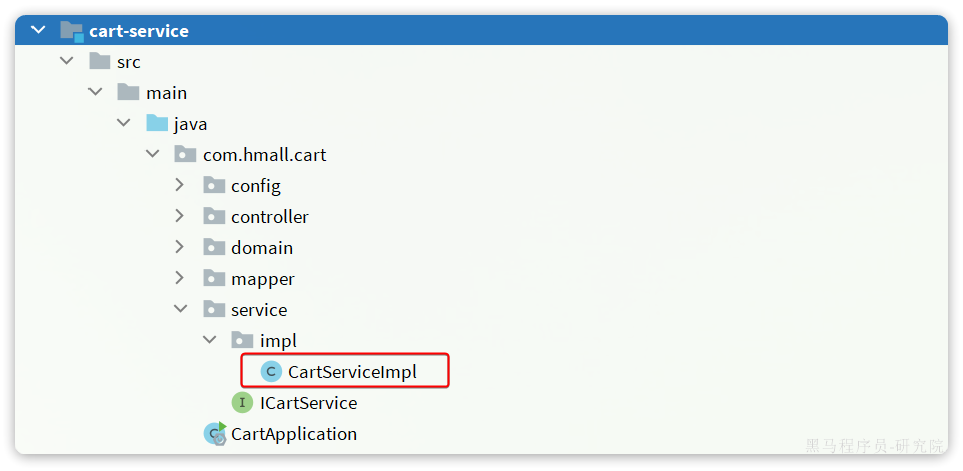 cart-service
src
main
java
com.hmall.cart
config
controller
domain
mapper
service
impl
C CartServiceImpl
I ICartService
C CartApplication
黑马程序员-研究院